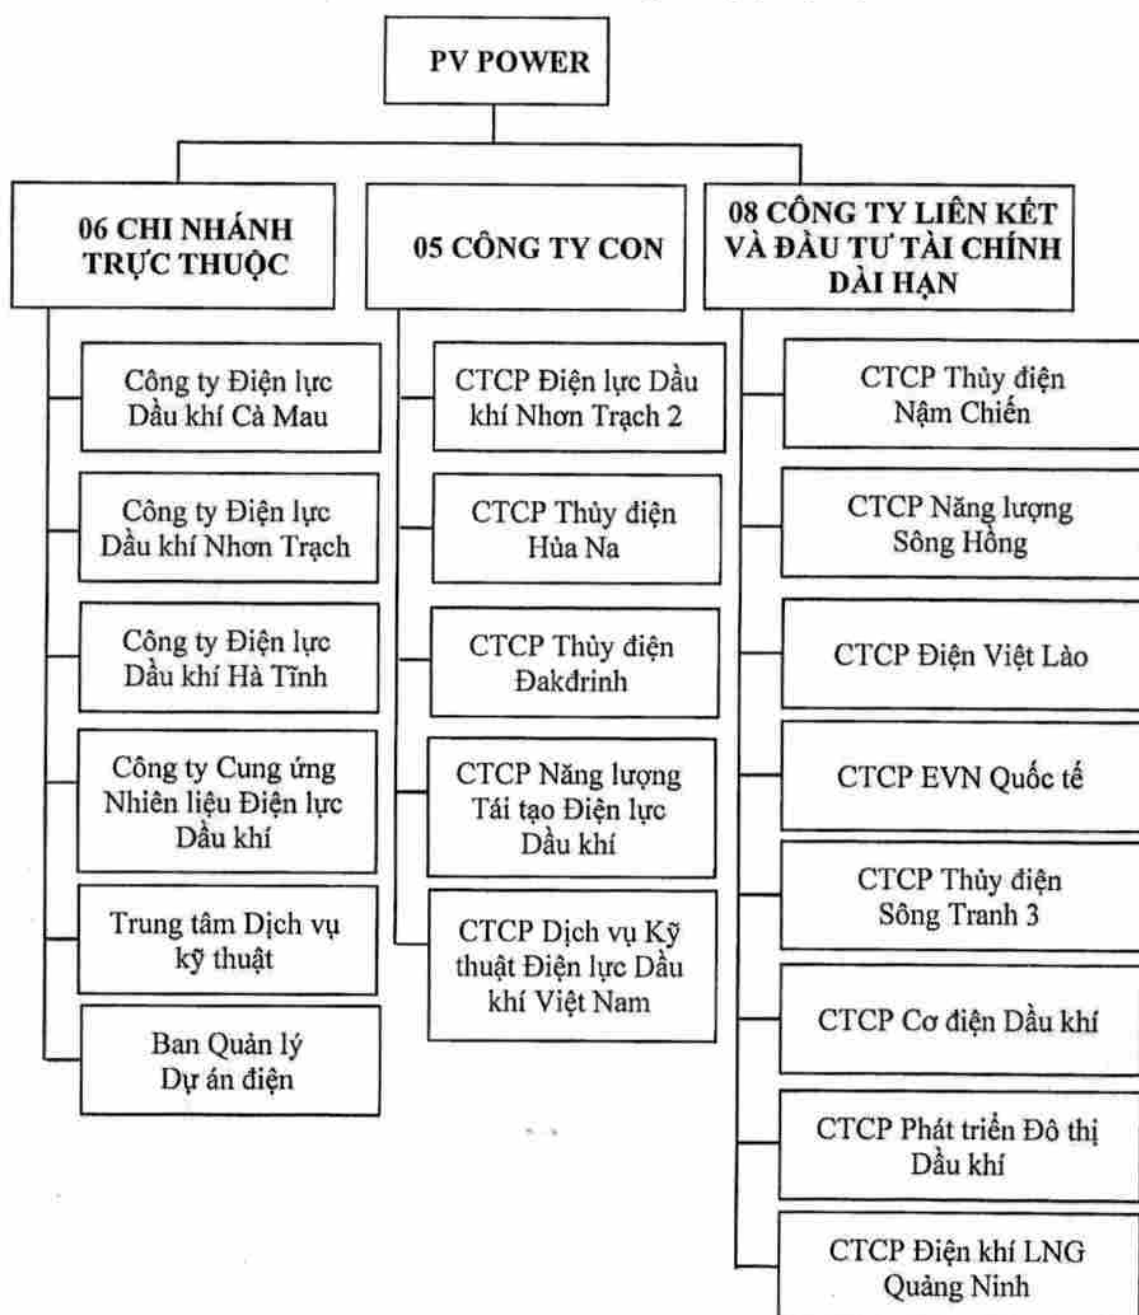 PV POWER
06 CHI NHÁNH
TRỰC THUỘC
Công ty Điện lực
Dầu khí Cà Mau
Công ty Điện lực
Dầu khí Nhơn Trạch
Công ty Điện lực
Dầu khí Hà Tĩnh
Công ty Cung ứng
Nhiên liệu Điện lực
Dầu khí
Trung tâm Dịch vụ
kỹ thuật
Ban Quản lý
Dự án điện
05 CÔNG TY CON
CTCP Điện lực Dầu
khí Nhơn Trạch 2
CTCP Thủy điện
Hủa Na
CTCP Thủy điện
Đakđrinh
CTCP Năng lượng
Tái tạo Điện lực
Dầu khí
CTCP Dịch vụ Kỹ
thuật Điện lực Dầu
khí Việt Nam
08 CÔNG TY LIÊN KẾT
VÀ ĐẦU TƯ TÀI CHÍNH
DÀI HẠN
CTCP Thủy điện
Nậm Chiến
CTCP Năng lượng
Sông Hồng
CTCP Điện Việt Lào
CTCP EVN Quốc tế
CTCP Thủy điện
Sông Tranh 3
CTCP Cơ điện Dầu khí
CTCP Phát triển Đô thị
Dầu khí
CTCP Điện khí LNG
Quảng Ninh